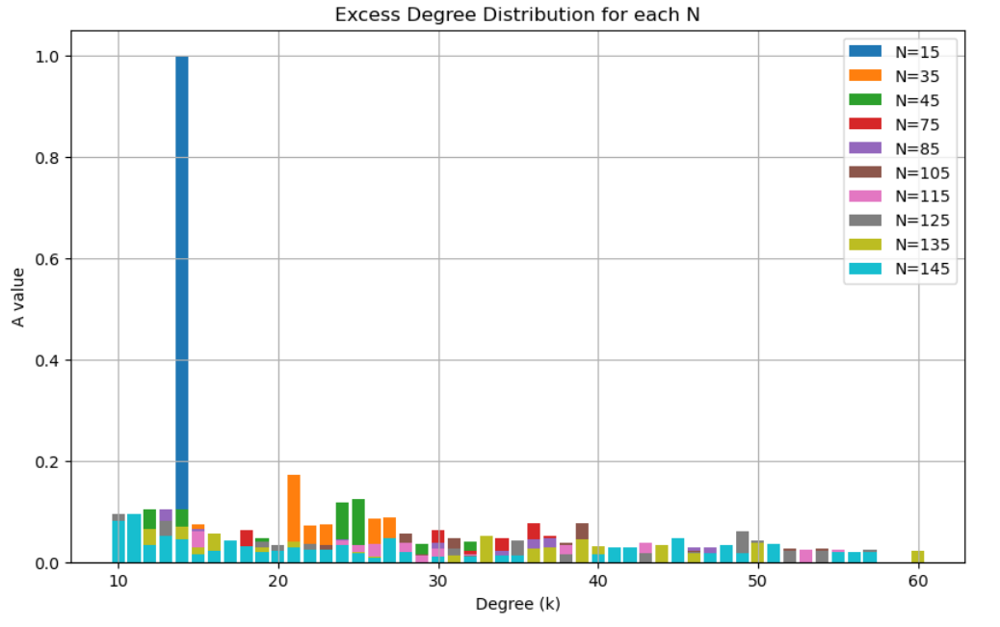 Excess Degree Distribution for each N
1.0
0.8
0.6
0.4
0.2
0.0
A value
10 20 30 40 50 60
Degree (k)
N=15
N=35
N=45
N=75
N=85
N=105
N=115
N=125
N=135
N=145